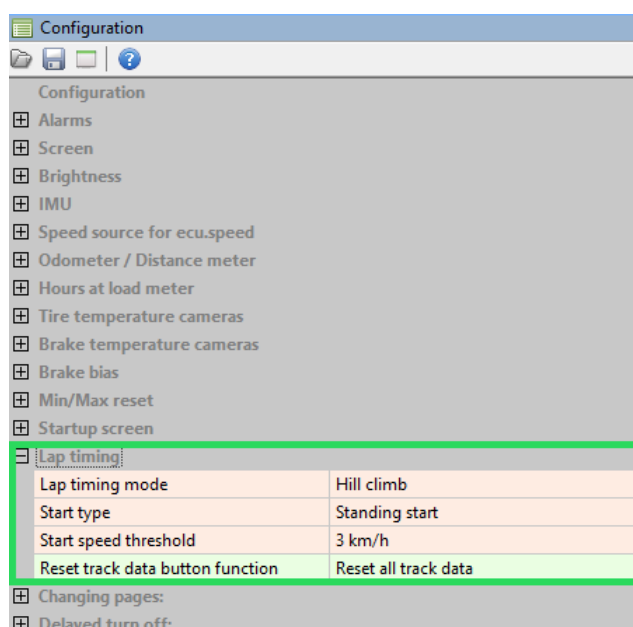 Configuration
Configuration
Alarms
Screen
Brightness
IMU
Speed source for ecu.speed
Odometer / Distance meter
Hours at load meter
Tire temperature cameras
Brake temperature cameras
Brake bias
Min/Max reset
Startup screen
Lap timing
Lap timing mode Hill climb
Start type Standing start
Start speed threshold 3 km/h
Reset track data button function Reset all track data
Changing pages:
Delayed turn off: